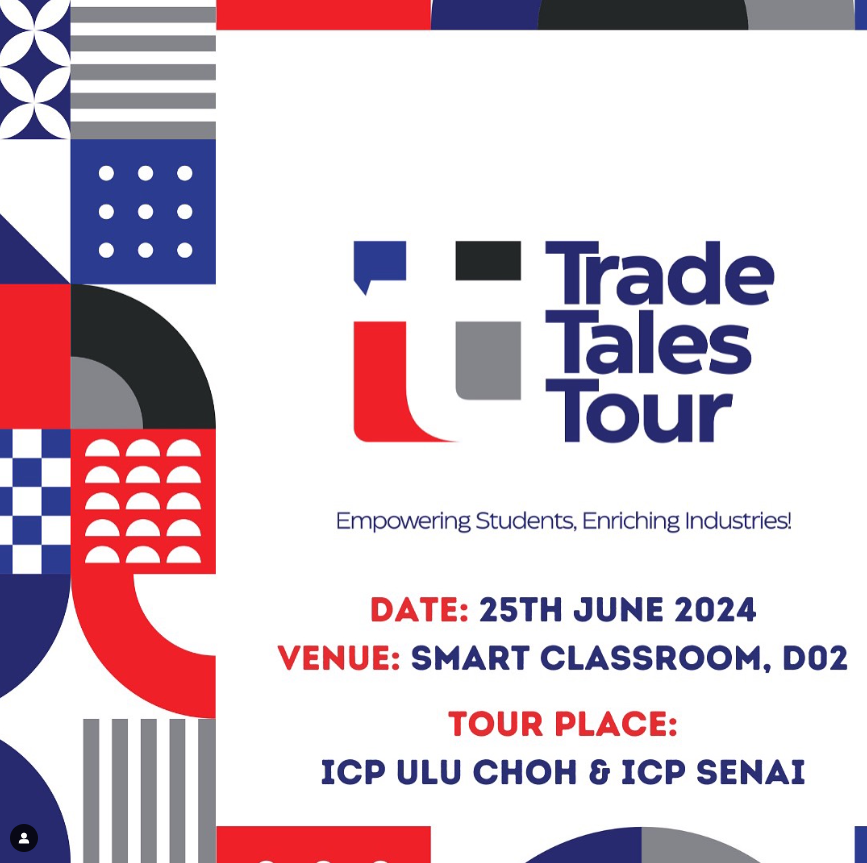 Trade
Tales
Tour
Empowering Students, Enriching Industries!
DATE: 25TH JUNE 2024
VENUE: SMART CLASSROOM, D02
TOUR PLACE:
ICP ULU CHOH & ICP SENAI